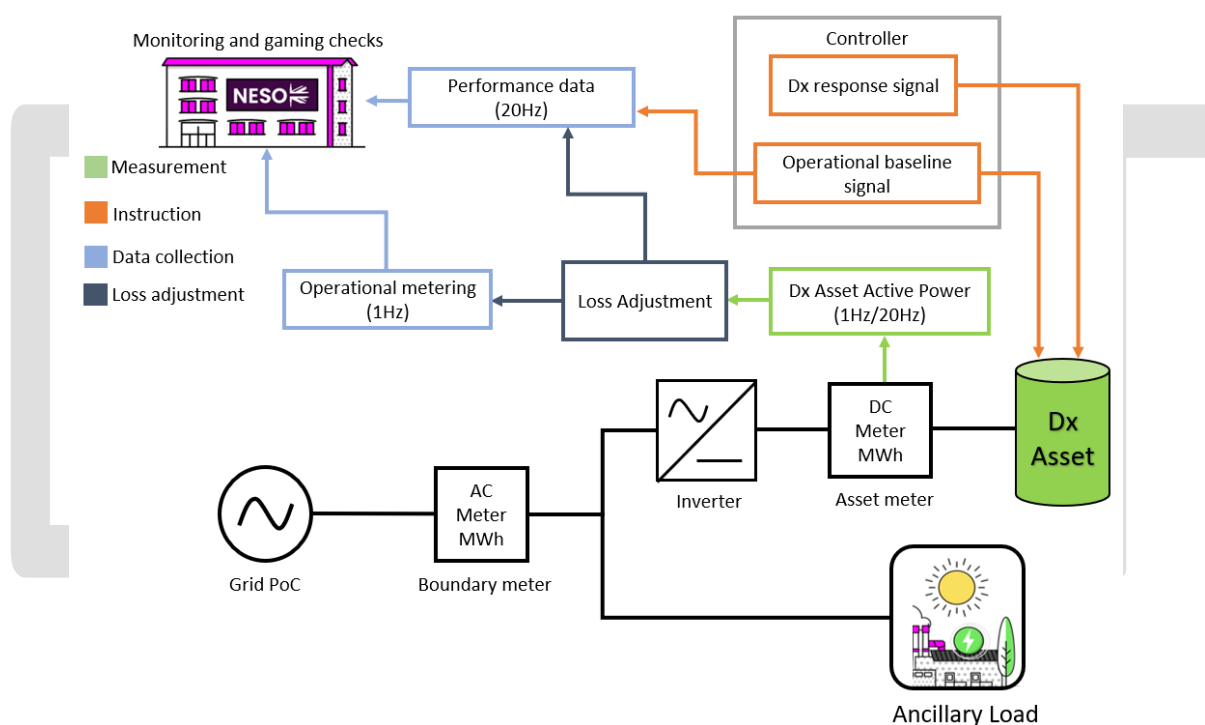 Monitoring and gaming checks
NESO
Controller
Performance data
(20Hz)
Dx response signal
Operational baseline
signal
Measurement
Instruction
Data collection
Loss adjustment
Operational metering
(1Hz)
Loss Adjustment
Dx Asset Active Power
(1Hz/20Hz)
DC
Meter
MWh
Dx
Asset
Inverter
Asset meter
AC
Meter
MWh
Grid PoC
Boundary meter
Ancillary Load